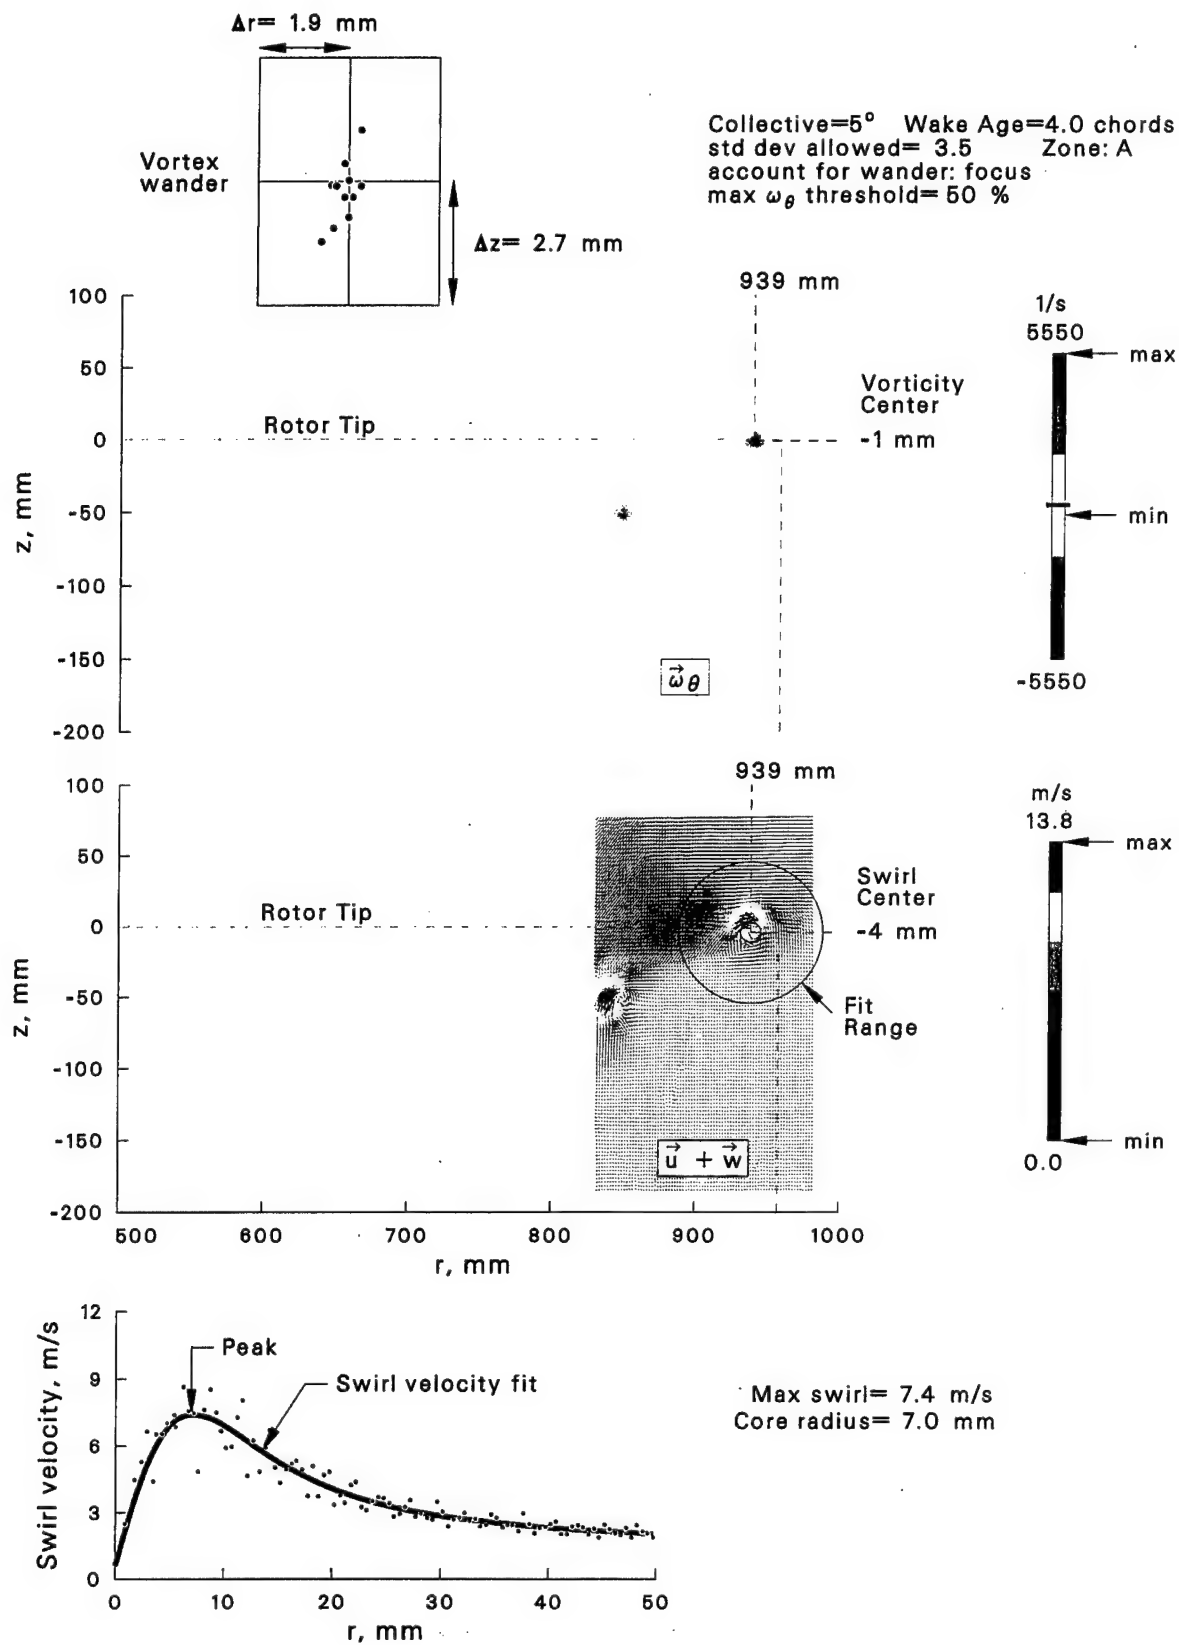 Δr= 1.9 mm
Vortex
wander
Δz= 2.7 mm
Collective=5° Wake Age=4.0 chords
std dev allowed= 3.5 Zone: A
account for wander: focus
max ωθ threshold= 50 %
939 mm
100
50
0
-50
-100
-150
-200
z, mm
Rotor Tip
Vorticity
Center
-1 mm
ω⃗θ
1/s
5550
max
min
-5550
939 mm
100
50
0
-50
-100
-150
-200
z, mm
Rotor Tip
Swirl
Center
-4 mm
Fit
Range
u⃗ + w⃗
m/s
13.8
max
min
0.0
500 600 700 800 900 1000
r, mm
12
9
6
3
0
Swirl velocity, m/s
Peak
Swirl velocity fit
Max swirl= 7.4 m/s
Core radius= 7.0 mm
0 10 20 30 40 50
r, mm